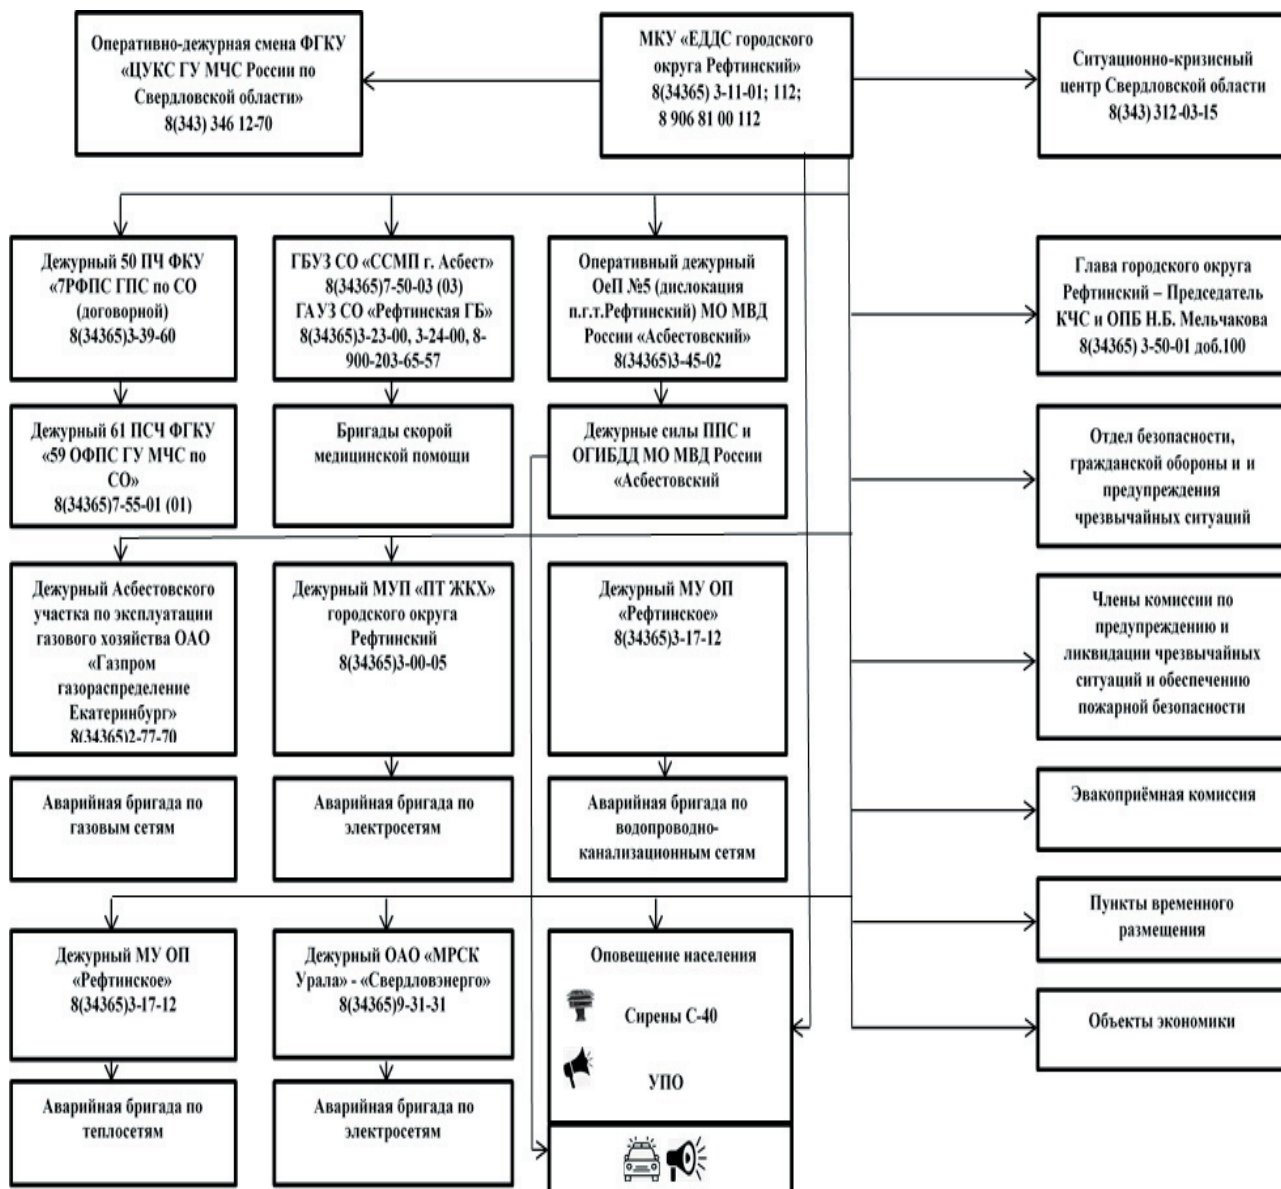 Оперативно-дежурная смена ФГКУ
«ЦУКС ГУ МЧС России по
Свердловской области»
8(343) 346 12-70
МКУ «ЕДДС городского
округа Рефтинский»
8(34365) 3-11-01; 112;
8 906 81 00 112
Ситуационно-кризисный
центр Свердловской области
8(343) 312-03-15
Дежурный 50 ПЧ ФКУ
«7РФПС ГПС по СО
(договорной)
8(34365)3-39-60
ГБУЗ СО «ССМП г. Асбест»
8(34365)7-50-03 (03)
ГАУЗ СО «Рефтинская ГБ»
8(34365)3-23-00, 3-24-00, 8-
900-203-65-57
Оперативный дежурный
ОеП №5 (дислокация
п.г.т.Рефтинский) МО МВД
России «Асбестовский»
8(34365)3-45-02
Глава городского округа
Рефтинский – Председатель
КЧС и ОПБ Н.Б. Мельчакова
8(34365) 3-50-01 доб.100
Дежурный 61 ПСЧ ФГКУ
«59 ОФПС ГУ МЧС по
СО»
8(34365)7-55-01 (01)
Бригады скорой
медицинской помощи
Дежурные силы ППС и
ОГИБДД МО МВД России
«Асбестовский
Отдел безопасности,
гражданской обороны и и
предупреждения
чрезвычайных ситуаций
Дежурный Асбестовского
участка по эксплуатации
газового хозяйства ОАО
«Газпром
газораспределение
Екатеринбург»
8(34365)2-77-70
Дежурный МУП «ПТ ЖКХ»
городского округа
Рефтинский
8(34365)3-00-05
Дежурный МУ ОП
«Рефтинское»
8(34365)3-17-12
Члены комиссии по
предупреждению и
ликвидации чрезвычайных
ситуаций и обеспечению
пожарной безопасности
Аварийная бригада по
газовым сетям
Аварийная бригада по
электросетям
Аварийная бригада по
водопроводно-
канализационным сетям
Эвакоприёмная комиссия
Пункты временного
размещения
Дежурный МУ ОП
«Рефтинское»
8(34365)3-17-12
Дежурный ОАО «МРСК
Урала» - «Свердловэнерго»
8(34365)9-31-31
Оповещение населения
Сирены С-40
УПО
Объекты экономики
Аварийная бригада по
теплосетям
Аварийная бригада по
электросетям